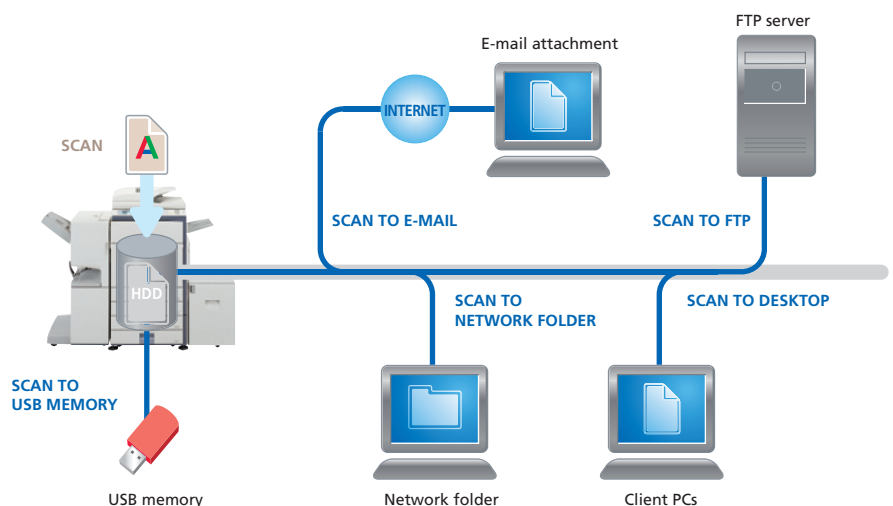 FTP server
E-mail attachment
INTERNET
SCAN
A
SCAN TO E-MAIL
SCAN TO FTP
HDD
SCAN TO
NETWORK FOLDER
SCAN TO DESKTOP
SCAN TO
USB MEMORY
USB memory
Network folder
Client PCs